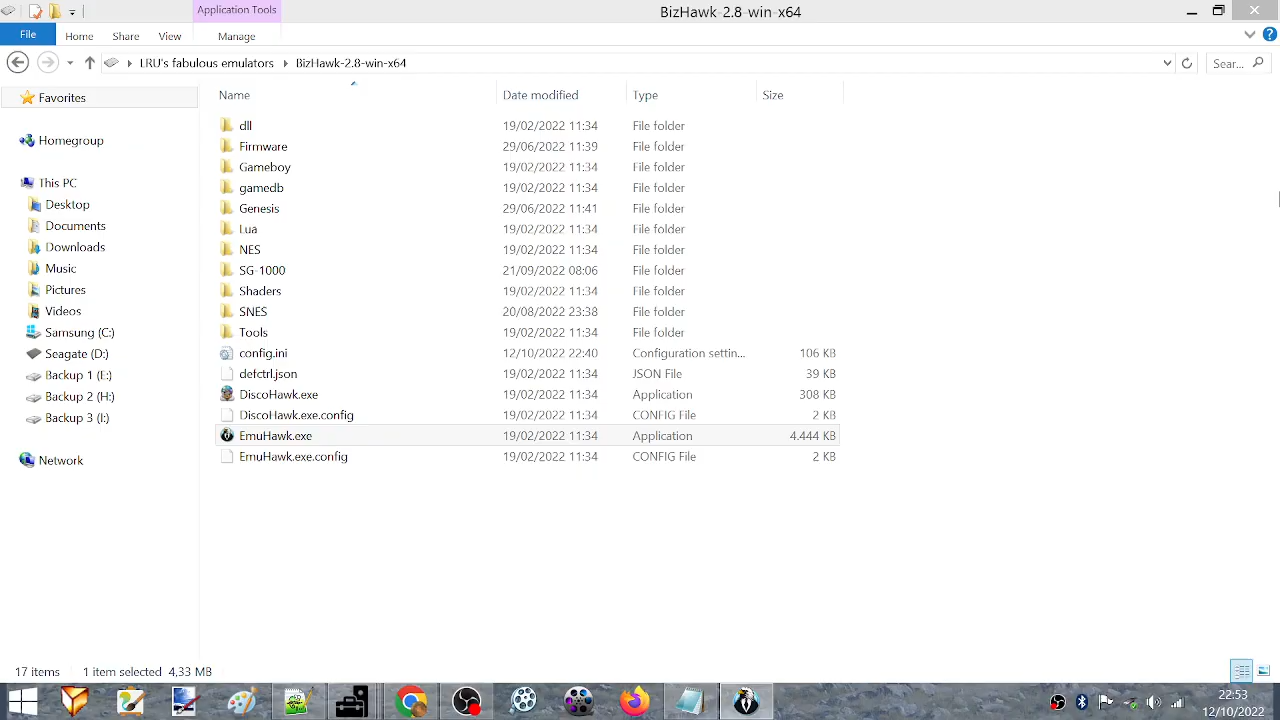 Application Tools
BizHawk-2.8-win-x64
File
Home
Share
View
Manage
LRU's fabulous emulators
BizHawk-2.8-win-x64
Sear...
Favorites
Homegroup
This PC
Desktop
Documents
Downloads
Music
Pictures
Videos
Samsung (C:)
Seagate (D:)
Backup 1 (E:)
Backup 2 (H:)
Backup 3 (I:)
Network
Name Date modified Type Size
dll 19/02/2022 11:34 File folder
Firmware 29/06/2022 11:39 File folder
Gameboy 19/02/2022 11:34 File folder
gamedb 19/02/2022 11:34 File folder
Genesis 29/06/2022 11:41 File folder
Lua 19/02/2022 11:34 File folder
NES 19/02/2022 11:34 File folder
SG-1000 21/09/2022 08:06 File folder
Shaders 19/02/2022 11:34 File folder
SNES 20/08/2022 23:38 File folder
Tools 19/02/2022 11:34 File folder
config.ini 12/10/2022 22:40 Configuration settin... 106 KB
defctrl.json 19/02/2022 11:34 JSON File 39 KB
DiscoHawk.exe 19/02/2022 11:34 Application 308 KB
DiscoHawk.exe.config 19/02/2022 11:34 CONFIG File 2 KB
EmuHawk.exe 19/02/2022 11:34 Application 4.444 KB
EmuHawk.exe.config 19/02/2022 11:34 CONFIG File 2 KB
17 items 1 item selected 4,33 MB
22:53
12/10/2022